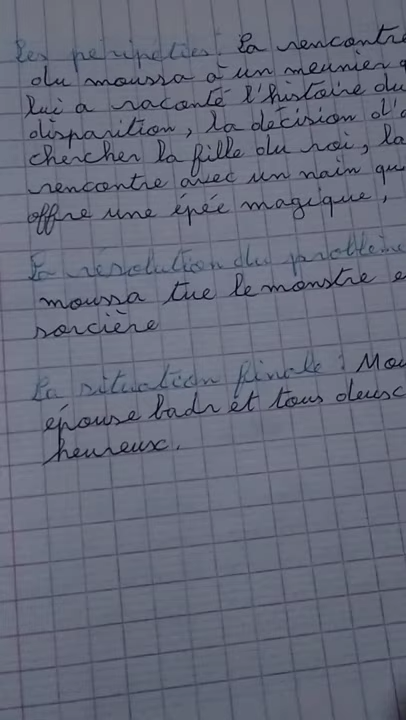 Les péripéties : La rencontre
du moussa à un meunier q
lui a raconté l'histoire du
disparition, la décision d'a
chercher la fille du roi, la
rencontre avec un nain qu
offre une épée magique,
La résolution du problème
moussa tue le monstre e
sorcière
La situation finale : Mou
épouse badr et tous deux
heureux.